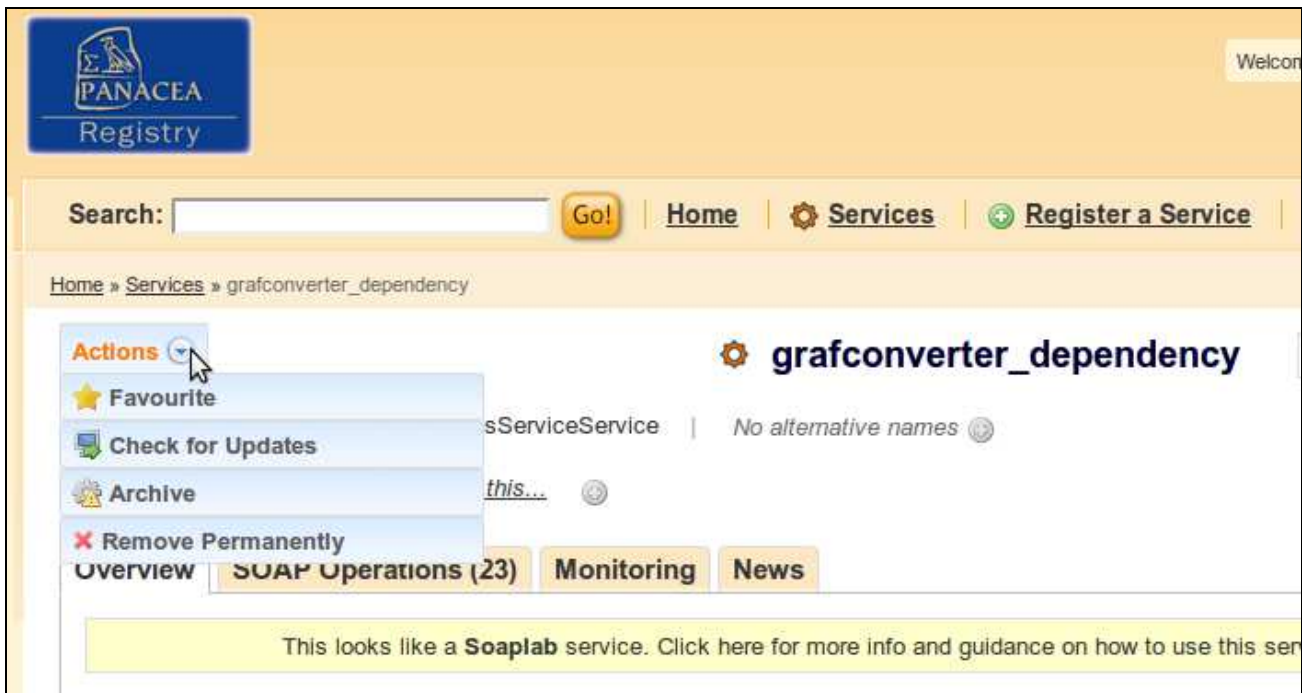 Σ
PANACEA
Registry
Welcom
Search: Go! Home Services Register a Service
Home » Services » grafconverter_dependency
Actions grafconverter_dependency
Favourite
sServiceService | No alternative names
Check for Updates
this...
Archive
Remove Permanently
Overview SOAP Operations (23) Monitoring News
This looks like a Soaplab service. Click here for more info and guidance on how to use this ser